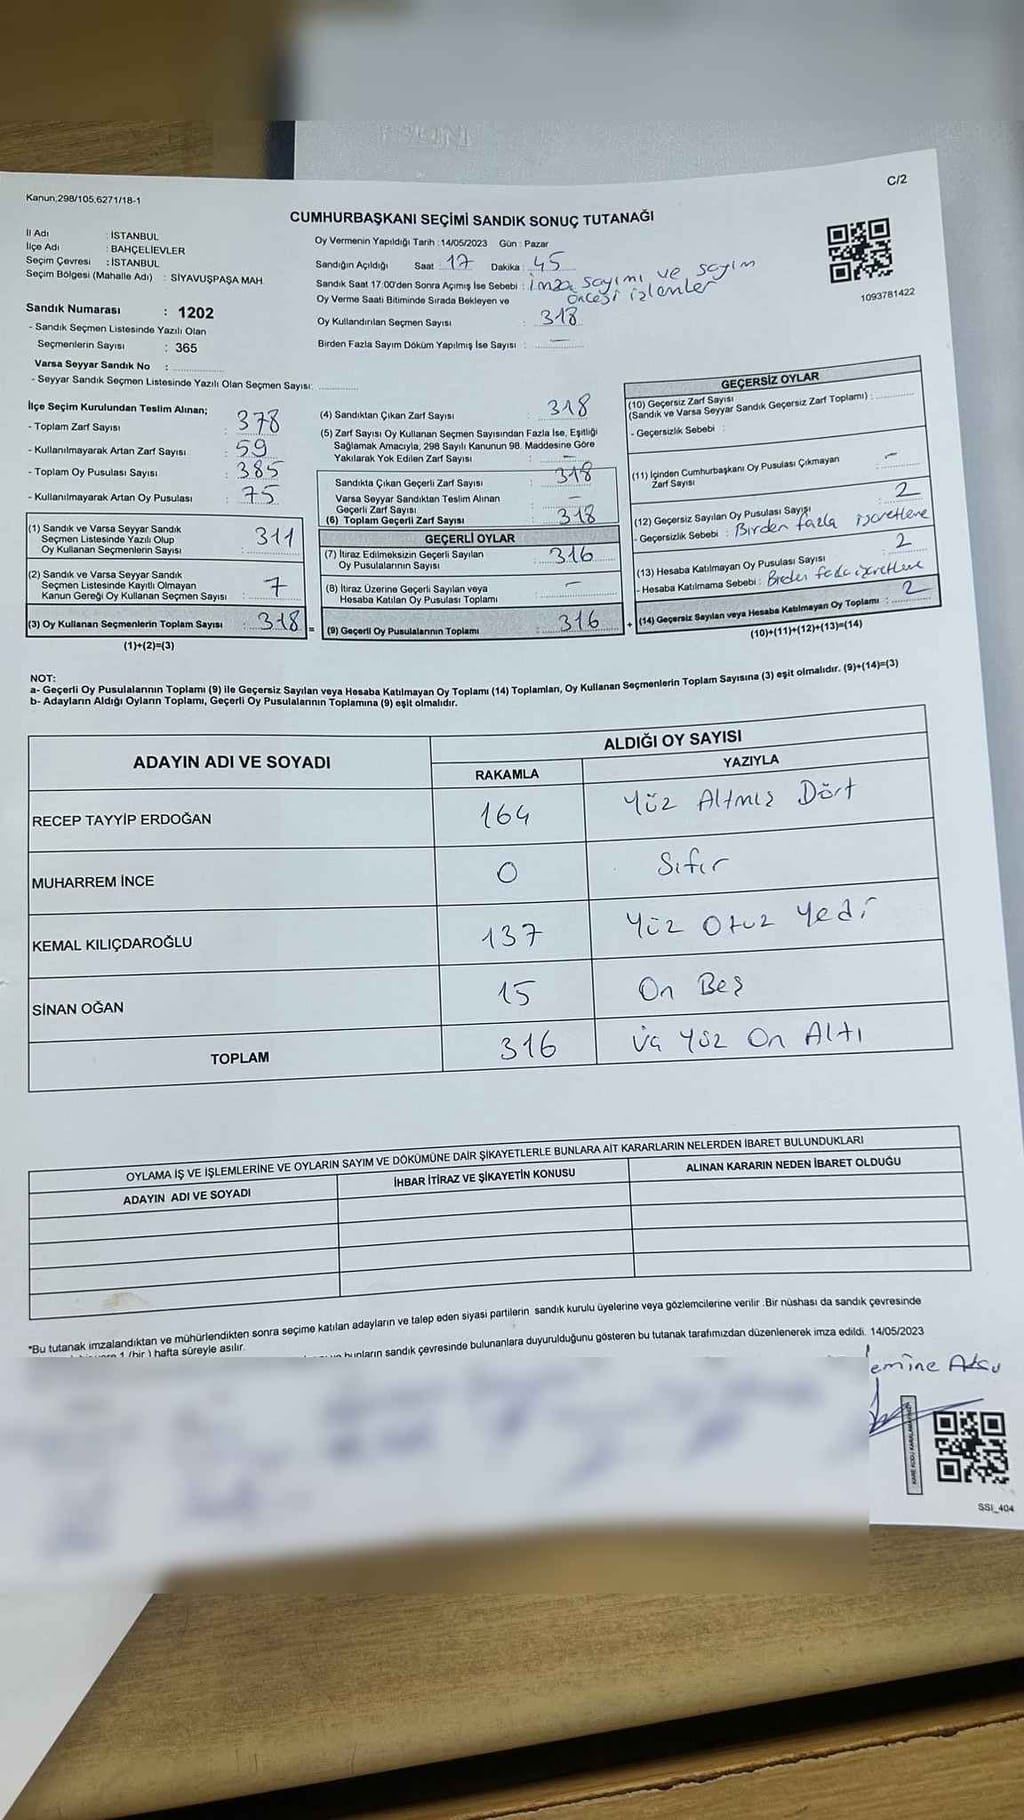 C/2
Kanun;298/105,6271/18-1
CUMHURBAŞKANI SEÇİMİ SANDIK SONUÇ TUTANAĞI
İl Adı : İSTANBUL
İlçe Adı : BAHÇELİEVLER
Seçim Çevresi : İSTANBUL
Seçim Bölgesi (Mahalle Adı) : SİYAVUŞPAŞA MAH
Oy Vermenin Yapıldığı Tarih : 14/05/2023 Gün : Pazar
Sandığın Açıldığı Saat 17 Dakika : 45
Sandık Saat 17.00'den Sonra Açımış İse Sebebi : imza sayımı ve sayım
öncesi izlemler
Oy Verme Saati Bitiminde Sırada Bekleyen ve
Oy Kullandırılan Seçmen Sayısı : 318
Birden Fazla Sayım Döküm Yapılmış İse Sayısı : —
1093781422
Sandık Numarası : 1202
- Sandık Seçmen Listesinde Yazılı Olan
Seçmenlerin Sayısı : 365
Varsa Seyyar Sandık No :
- Seyyar Sandık Seçmen Listesinde Yazılı Olan Seçmen Sayısı:
İlçe Seçim Kurulundan Teslim Alınan;
- Toplam Zarf Sayısı : 378
- Kullanılmayarak Artan Zarf Sayısı : 59
- Toplam Oy Pusulası Sayısı : 385
- Kullanılmayarak Artan Oy Pusulası : 75
(1) Sandık ve Varsa Seyyar Sandık
Seçmen Listesinde Yazılı Olup
Oy Kullanan Seçmenlerin Sayısı : 311
(2) Sandık ve Varsa Seyyar Sandık
Seçmen Listesinde Kayıtlı Olmayan
Kanun Gereği Oy Kullanan Seçmen Sayısı : 7
(3) Oy Kullanan Seçmenlerin Toplam Sayısı : 318 =
(1)+(2)=(3)
(4) Sandıktan Çıkan Zarf Sayısı : 318
(5) Zarf Sayısı Oy Kullanan Seçmen Sayısından Fazla İse, Eşitliği
Sağlamak Amacıyla, 298 Sayılı Kanunun 98. Maddesine Göre
Yakılarak Yok Edilen Zarf Sayısı : —
Sandıkta Çıkan Geçerli Zarf Sayısı : 318
Varsa Seyyar Sandıktan Teslim Alınan
Geçerli Zarf Sayısı : —
(6) Toplam Geçerli Zarf Sayısı : 318
GEÇERLİ OYLAR
(7) İtiraz Edilmeksizin Geçerli Sayılan
Oy Pusulalarının Sayısı : 316
(8) İtiraz Üzerine Geçerli Sayılan veya
Hesaba Katılan Oy Pusulası Toplamı : —
(9) Geçerli Oy Pusulalarının Toplamı : 316 +
GEÇERSİZ OYLAR
(10) Geçersiz Zarf Sayısı
(Sandık ve Varsa Seyyar Sandık Geçersiz Zarf Toplamı) :
- Geçersizlik Sebebi :
(11) İçinden Cumhurbaşkanı Oy Pusulası Çıkmayan
Zarf Sayısı : —
(12) Geçersiz Sayılan Oy Pusulası Sayısı : 2
- Geçersizlik Sebebi : Birden fazla işaretleme
(13) Hesaba Katılmayan Oy Pusulası Sayısı : 2
- Hesaba Katılmama Sebebi :
(14) Geçersiz Sayılan veya Hesaba Katılmayan Oy Toplamı : 2
(10)+(11)+(12)+(13)=(14)
NOT:
a- Geçerli Oy Pusulalarının Toplamı (9) ile Geçersiz Sayılan veya Hesaba Katılmayan Oy Toplamı (14) Toplamları, Oy Kullanan Seçmenlerin Toplam Sayısına (3) eşit olmalıdır. (9)+(14)=(3)
b- Adayların Aldığı Oyların Toplamı, Geçerli Oy Pusulalarının Toplamına (9) eşit olmalıdır.
ADAYIN ADI VE SOYADI ALDIĞI OY SAYISI
RAKAMLA YAZIYLA
RECEP TAYYİP ERDOĞAN 164 Yüz Altmış Dört
MUHARREM İNCE 0 Sıfır
KEMAL KILIÇDAROĞLU 137 Yüz Otuz Yedi
SİNAN OĞAN 15 On Beş
TOPLAM 316 Üç Yüz On Altı
OYLAMA İŞ VE İŞLEMLERİNE VE OYLARIN SAYIM VE DÖKÜMÜNE DAİR ŞİKAYETLERLE BUNLARA AİT KARARLARIN NELERDEN İBARET BULUNDUKLARI
ADAYIN ADI VE SOYADI İHBAR İTİRAZ VE ŞİKAYETİN KONUSU ALINAN KARARIN NEDEN İBARET OLDUĞU
*Bu tutanak imzalandıktan ve mühürlendikten sonra seçime katılan adayların ve talep eden siyasi partilerin sandık kurulu üyelerine veya gözlemcilerine verilir .Bir nüshası da sandık çevresinde
1 (bir ) hafta süreyle asılır.
bunların sandık çevresinde bulunanlara duyurulduğunu gösteren bu tutanak tarafımızdan düzenlenerek imza edildi. 14/05/2023
emine Aksu
SSI_404